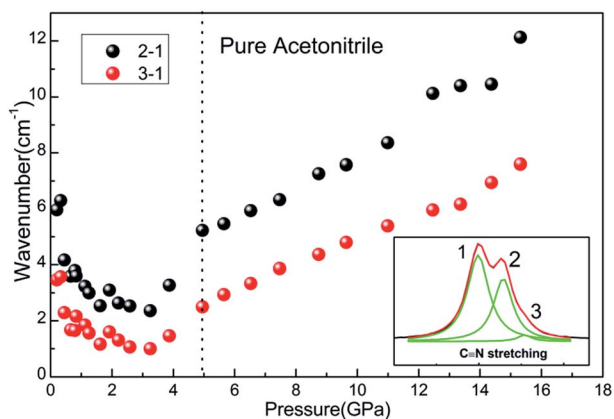 12
10
8
6
4
2
0
Wavenumber(cm⁻¹)
2-1
3-1
Pure Acetonitrile
1
2
3
C≡N stretching
0 2 4 6 8 10 12 14 16 18
Pressure(GPa)